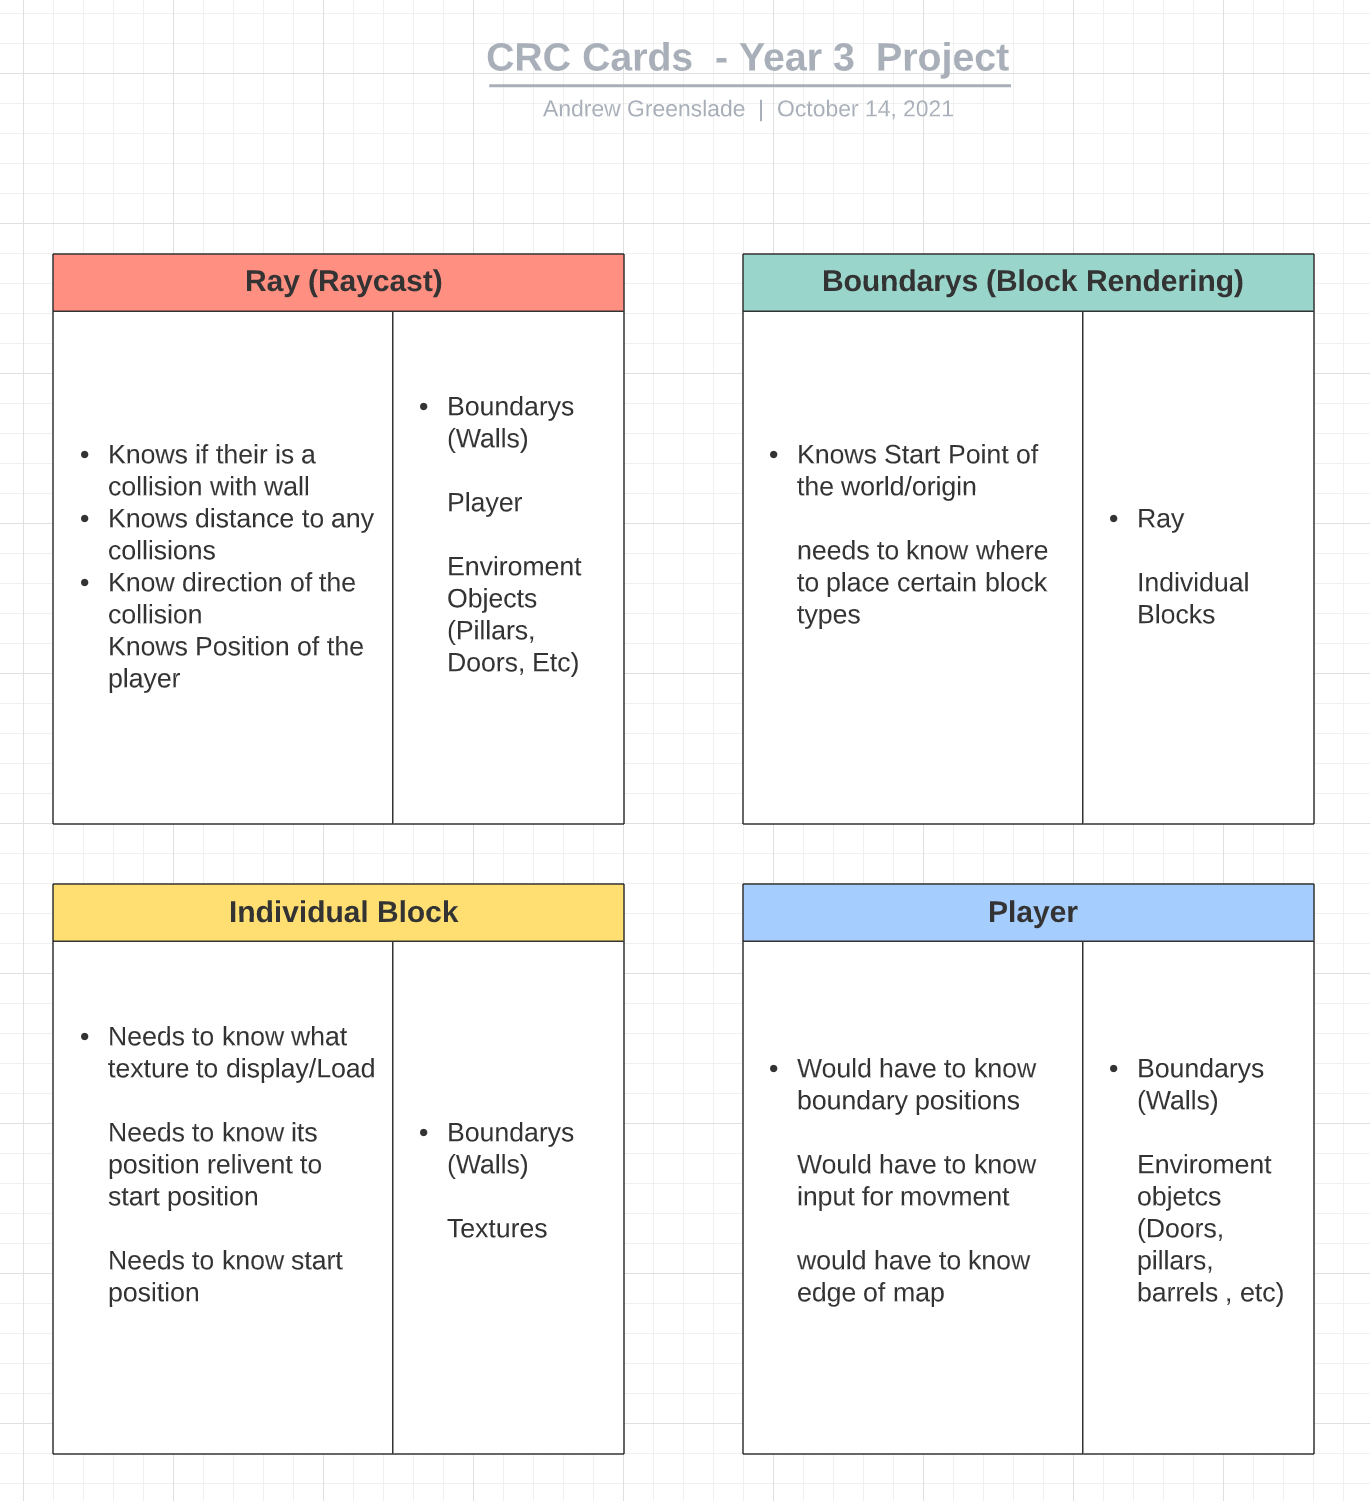 CRC Cards  - Year 3  Project
Andrew Greenslade  |  October 14, 2021
Ray (Raycast)
• Knows if their is a
collision with wall
• Knows distance to any
collisions
• Know direction of the
collision
Knows Position of the
player
• Boundarys
(Walls)
Player
Enviroment
Objects
(Pillars,
Doors, Etc)
Boundarys (Block Rendering)
• Knows Start Point of
the world/origin
needs to know where
to place certain block
types
• Ray
Individual
Blocks
Individual Block
• Needs to know what
texture to display/Load
Needs to know its
position relivent to
start position
Needs to know start
position
• Boundarys
(Walls)
Textures
Player
• Would have to know
boundary positions
Would have to know
input for movment
would have to know
edge of map
• Boundarys
(Walls)
Enviroment
objetcs
(Doors,
pillars,
barrels , etc)